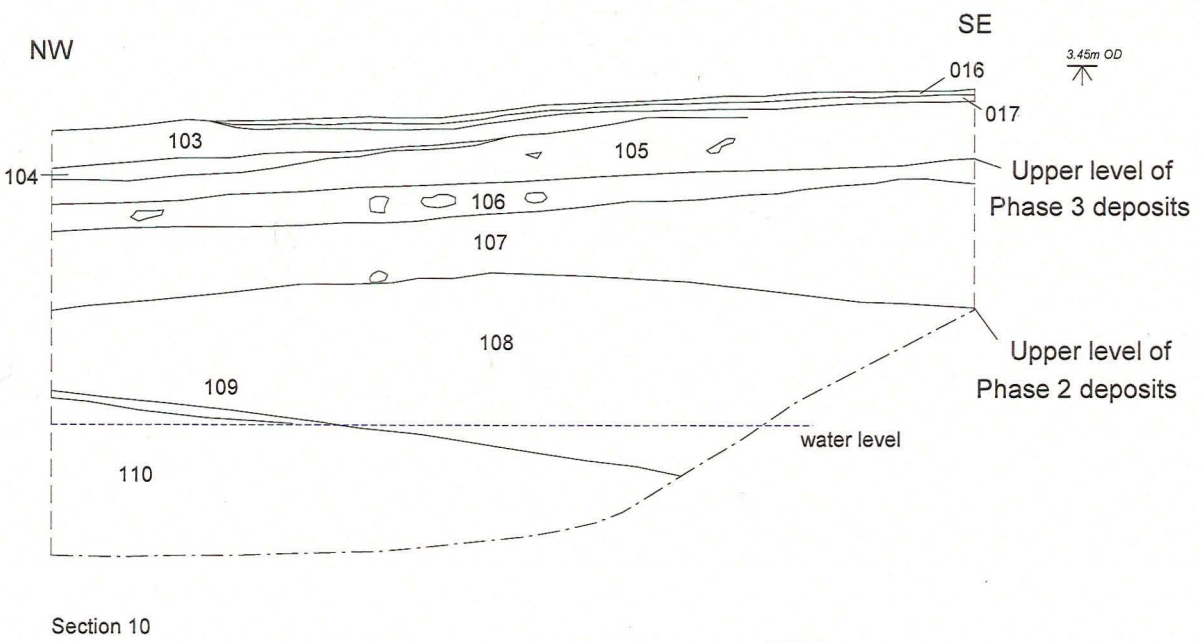 NW
SE
3.45m OD
016
017
103
105
104
Upper level of
Phase 3 deposits
106
107
108
Upper level of
Phase 2 deposits
109
water level
110
Section 10